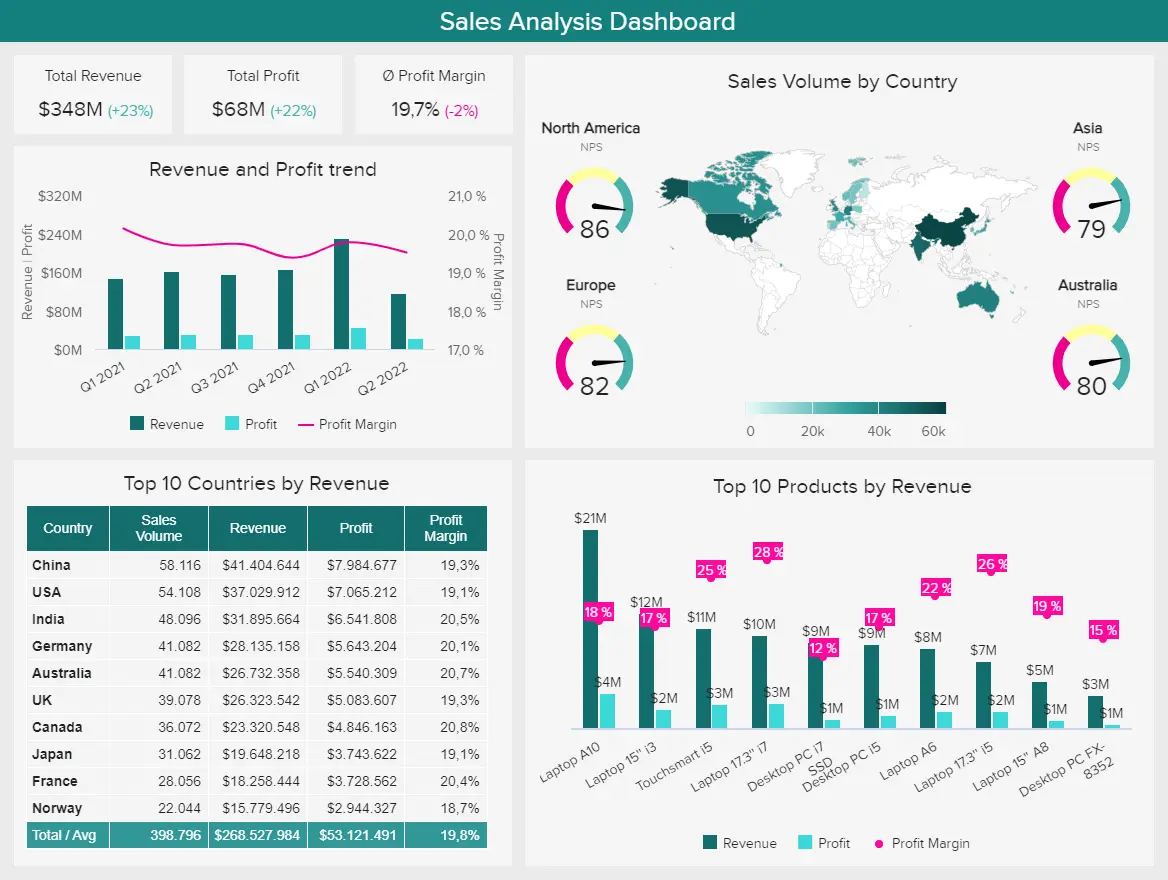 Sales Analysis Dashboard
Total Revenue
$348M (+23%)
Total Profit
$68M (+22%)
Ø Profit Margin
19,7% (-2%)
Revenue and Profit trend
Revenue | Profit
$320M
$240M
$160M
$80M
$0M
21,0 %
20,0 %
19,0 %
18,0 %
17,0 %
Profit Margin
Q1 2021
Q2 2021
Q3 2021
Q4 2021
Q1 2022
Q2 2022
Revenue
Profit
Profit Margin
Sales Volume by Country
North America
NPS
86
Asia
NPS
79
Europe
NPS
82
Australia
NPS
80
0
20k
40k
60k
Top 10 Countries by Revenue
Country Sales Volume Revenue Profit Profit Margin
China 58.116 $41.404.644 $7.984.677 19,3%
USA 54.108 $37.029.912 $7.065.212 19,1%
India 48.096 $31.895.664 $6.541.808 20,5%
Germany 41.082 $28.135.158 $5.643.204 20,1%
Australia 41.082 $26.732.358 $5.540.309 20,7%
UK 39.078 $26.323.542 $5.083.607 19,3%
Canada 36.072 $23.320.548 $4.846.163 20,8%
Japan 31.062 $19.648.218 $3.743.622 19,1%
France 28.056 $18.258.444 $3.728.562 20,4%
Norway 22.044 $15.779.496 $2.944.327 18,7%
Total / Avg 398.796 $268.527.984 $53.121.491 19,8%
Top 10 Products by Revenue
$21M
18 %
$4M
$12M
17 %
$2M
25 %
$11M
$3M
28 %
$10M
$3M
$9M
12 %
$1M
17 %
$9M
$1M
22 %
$8M
$2M
26 %
$7M
$2M
19 %
$5M
$1M
15 %
$3M
$1M
Laptop A10
Laptop 15" i3
Touchsmart i5
Laptop 17.3" i7
Desktop PC i7
SSD
Desktop PC i5
Laptop A6
Laptop 17.3" i5
Laptop 15" A8
Desktop PC FX-
8352
Revenue
Profit
Profit Margin